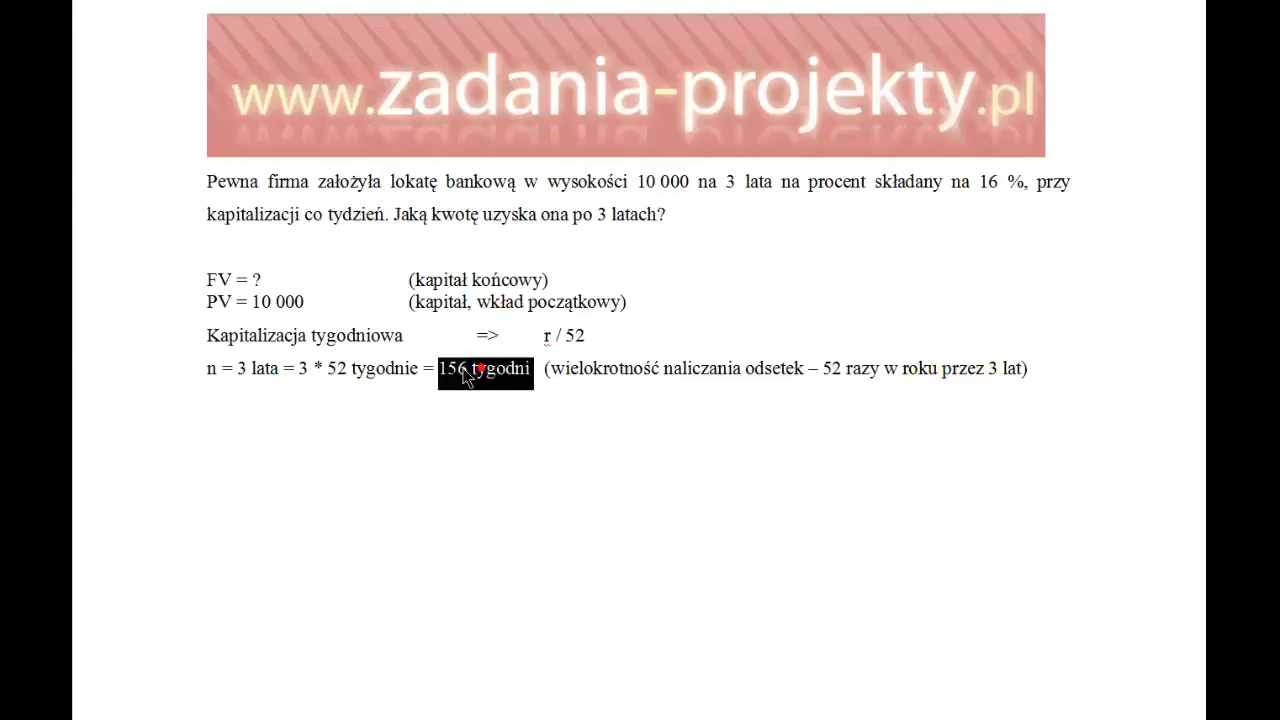 www.zadania-projekty.pl
Pewna firma założyła lokatę bankową w wysokości 10 000 na 3 lata na procent składany na 16 %, przy
kapitalizacji co tydzień. Jaką kwotę uzyska ona po 3 latach?
FV = ? (kapitał końcowy)
PV = 10 000 (kapitał, wkład początkowy)
Kapitalizacja tygodniowa => r / 52
n = 3 lata = 3 * 52 tygodnie = 156 tygodni (wielokrotność naliczania odsetek – 52 razy w roku przez 3 lat)